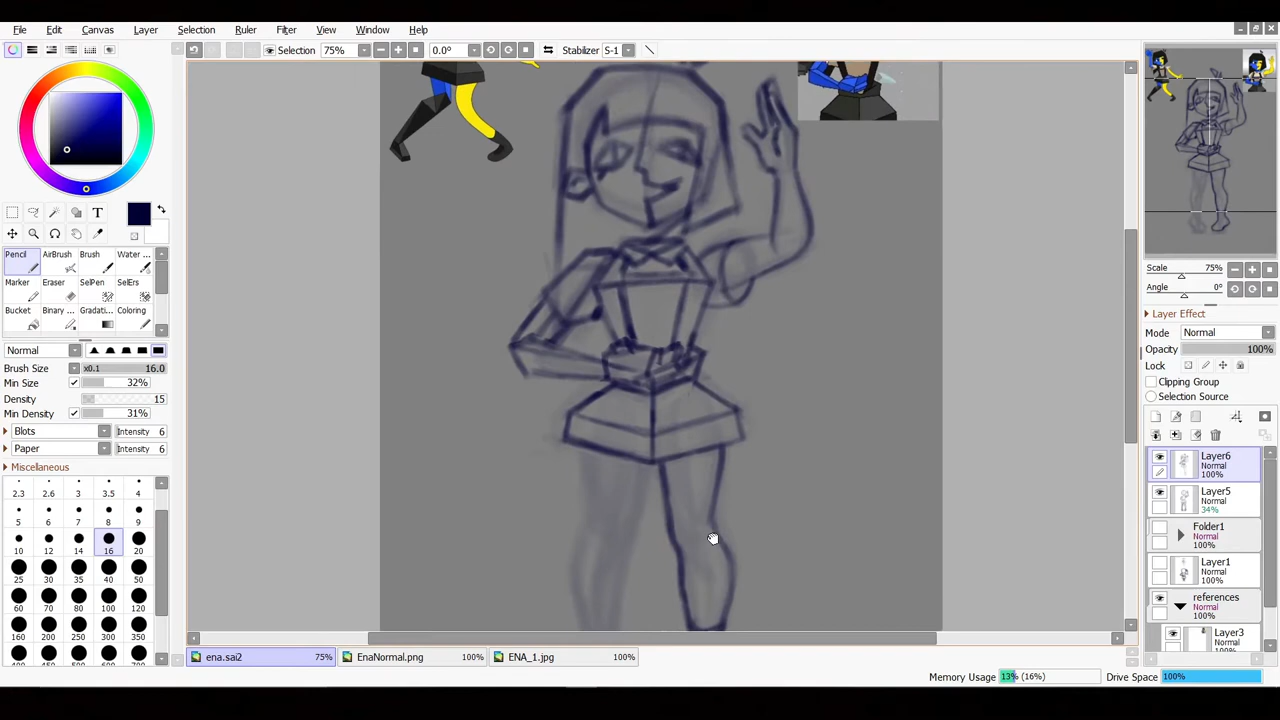 File Edit Canvas Layer Selection Ruler Filter View Window Help
Selection 75% 0.0° Stabilizer S-1
Pencil AirBrush Brush Water ...
Marker Eraser SelPen SelErs
Bucket Binary ... Gradati... Coloring
Normal
Brush Size x0.1 16.0
Min Size 32%
Density 15
Min Density 31%
Blots Intensity 6
Paper Intensity 6
Miscellaneous
2.3 2.6 3 3.5 4
5 6 7 8 9
10 12 14 16 20
25 30 35 40 50
60 70 80 100 120
160 200 250 300 350
Scale 75%
Angle 0°
Layer Effect
Mode Normal
Opacity 100%
Lock
Clipping Group
Selection Source
Layer6
Normal
100%
Layer5
Normal
34%
Folder1
Normal
100%
Layer1
Normal
100%
references
Normal
100%
Layer3
Normal
ena.sai2 75% EnaNormal.png 100% ENA_1.jpg 100%
Memory Usage 13% (16%) Drive Space 100%